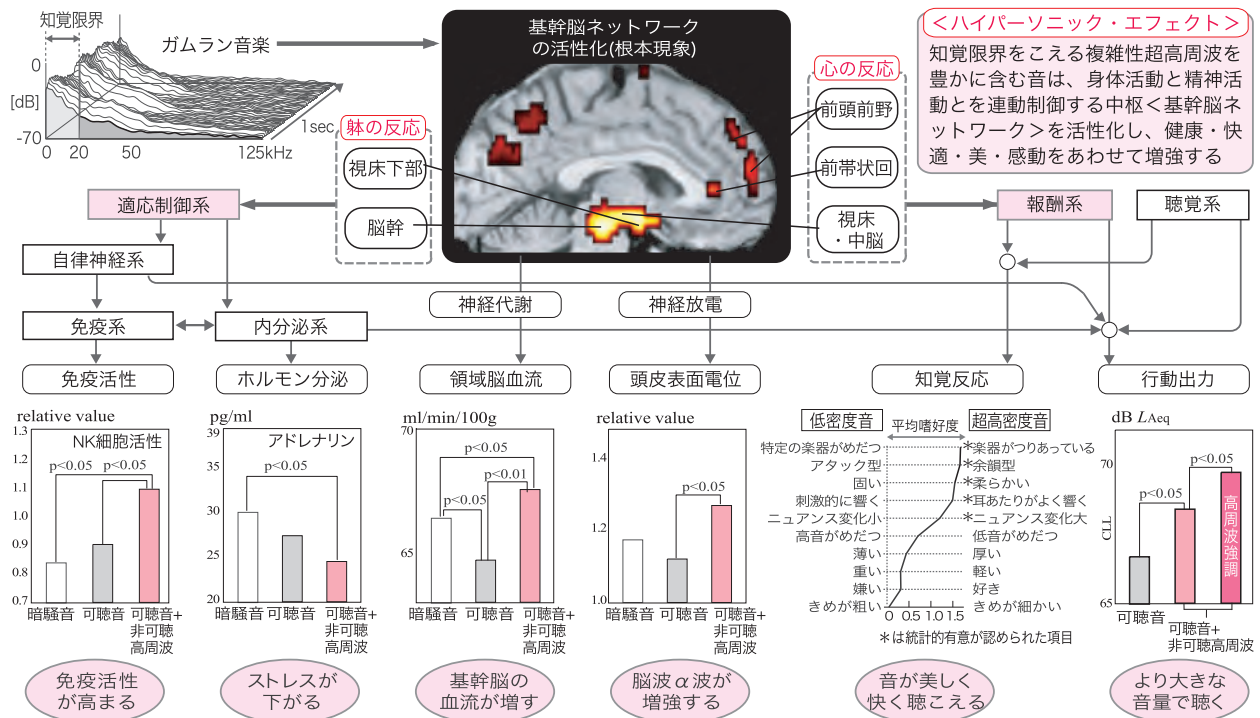 知覚限界
ガムラン音楽
0
[dB]
-70
0 20 50 125kHz
1sec
基幹脳ネットワーク
の活性化(根本現象)
＜ハイパーソニック・エフェクト＞
知覚限界をこえる複雑性超高周波を
豊かに含む音は、身体活動と精神活
動とを連動制御する中枢＜基幹脳ネ
ットワーク＞を活性化し、健康・快
適・美・感動をあわせて増強する
躰の反応
視床下部
脳幹
心の反応
前頭前野
前帯状回
視床
・中脳
適応制御系
報酬系
聴覚系
自律神経系
神経代謝
神経放電
免疫系
内分泌系
免疫活性
ホルモン分泌
領域脳血流
頭皮表面電位
知覚反応
行動出力
relative value
NK細胞活性
1.3
1.2
1.1
1.0
0.9
0.8
0.7
p<0.05 p<0.05
暗騒音 可聴音 可聴音+
非可聴
高周波
pg/ml
アドレナリン
39
35
30
25
20
p<0.05
暗騒音 可聴音 可聴音+
非可聴
高周波
ml/min/100g
70
65
p<0.05
p<0.01
p<0.05
暗騒音 可聴音 可聴音+
非可聴
高周波
relative value
1.4
1.2
1.0
p<0.05
暗騒音 可聴音 可聴音+
非可聴
高周波
低密度音 平均嗜好度 超高密度音
特定の楽器がめだつ *楽器がつりあっている
アタック型 *余韻型
固い *柔らかい
刺激的に響く *耳あたりがよく響く
ニュアンス変化小 *ニュアンス変化大
高音がめだつ 低音がめだつ
薄い 厚い
重い 軽い
嫌い 好き
きめが粗い きめが細かい
0 0.5 1.0 1.5
*は統計的有意が認められた項目
dB LAeq
70
CLL
65
p<0.05
p<0.05
高周波強調
可聴音
可聴音+
非可聴高周波
免疫活性
が高まる
ストレスが
下がる
基幹脳の
血流が増す
脳波α波が
増強する
音が美しく
快く聴こえる
より大きな
音量で聴く